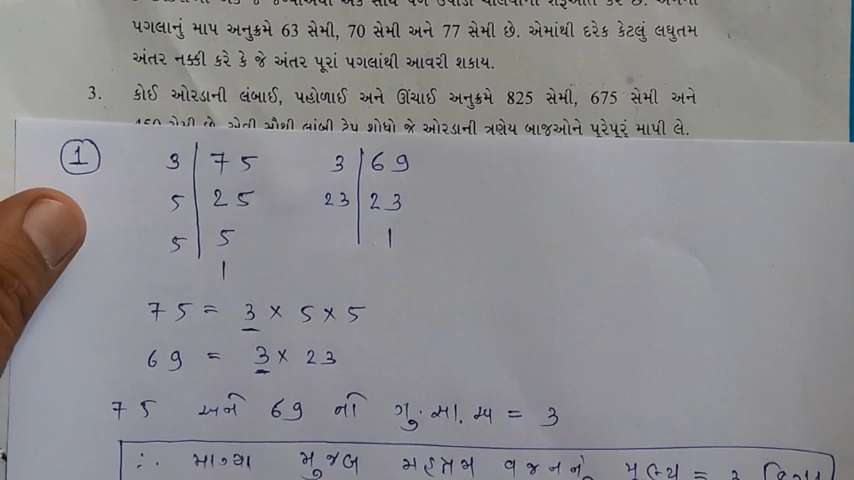 પગલાનું માપ અનુક્રમે 63 સેમી, 70 સેમી અને 77 સેમી છે. એમાંથી દરેક કેટલું લઘુતમ
અંતર નક્કી કરે કે જે અંતર પૂરાં પગલાંથી આવરી શકાય.
3. કોઈ ઓરડાની લંબાઈ, પહોળાઈ અને ઊંચાઈ અનુક્રમે 825 સેમી, 675 સેમી અને
લાંબી ટેપ શોધો જે ઓરડાની ત્રણેય બાજુઓને પૂરેપૂરું માપી લે.
1
3 | 75 3 | 69
5 | 25 23 | 23
5 | 5 1
1
75 = 3 × 5 × 5
69 = 3 × 23
75 અને 69 નો ગુ.સા.અ = 3
∴ માગ્યા મુજબ મહત્તમ વજનનું મૂલ્ય = 3